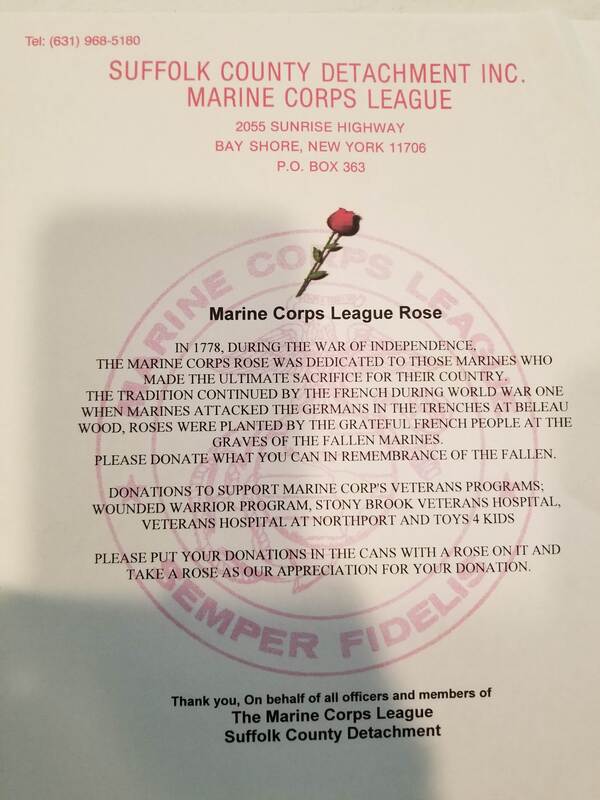 Tel: (631) 968-5180
SUFFOLK COUNTY DETACHMENT INC.
MARINE CORPS LEAGUE
2055 SUNRISE HIGHWAY
BAY SHORE, NEW YORK 11706
P.O. BOX 363
MARINE CORPS LEAGUE
Marine Corps League Rose
IN 1778, DURING THE WAR OF INDEPENDENCE,
THE MARINE CORPS ROSE WAS DEDICATED TO THOSE MARINES WHO
MADE THE ULTIMATE SACRIFICE FOR THEIR COUNTRY.
THE TRADITION CONTINUED BY THE FRENCH DURING WORLD WAR ONE
WHEN MARINES ATTACKED THE GERMANS IN THE TRENCHES AT BELEAU
WOOD, ROSES WERE PLANTED BY THE GRATEFUL FRENCH PEOPLE AT THE
GRAVES OF THE FALLEN MARINES.
PLEASE DONATE WHAT YOU CAN IN REMEMBRANCE OF THE FALLEN.
DONATIONS TO SUPPORT MARINE CORP'S VETERANS PROGRAMS;
WOUNDED WARRIOR PROGRAM, STONY BROOK VETERANS HOSPITAL,
VETERANS HOSPITAL AT NORTHPORT AND TOYS 4 KIDS
PLEASE PUT YOUR DONATIONS IN THE CANS WITH A ROSE ON IT AND
TAKE A ROSE AS OUR APPRECIATION FOR YOUR DONATION.
SEMPER FIDELIS
Thank you, On behalf of all officers and members of
The Marine Corps League
Suffolk County Detachment